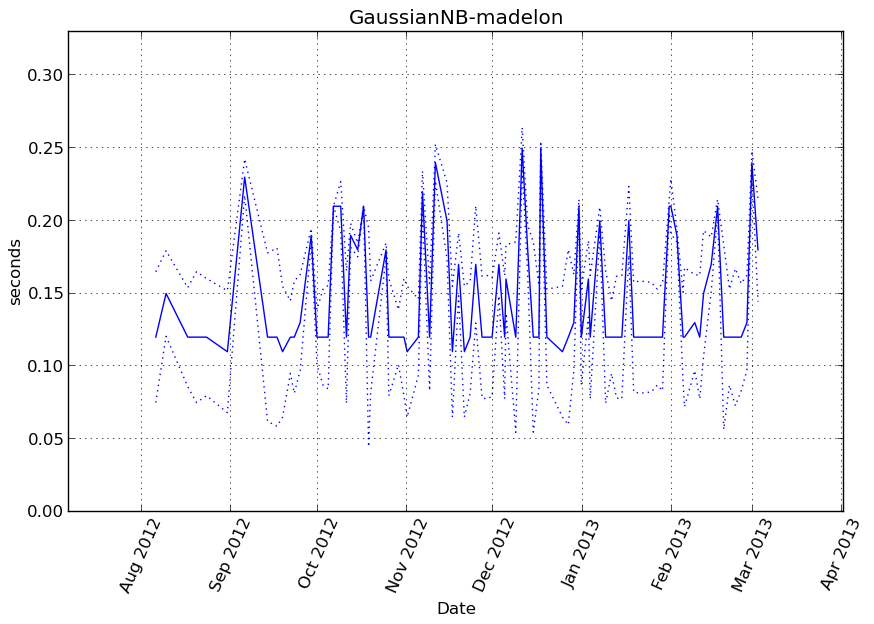 GaussianNB-madelon
0.30
0.25
0.20
0.15
0.10
0.05
0.00
seconds
Aug 2012
Sep 2012
Oct 2012
Nov 2012
Dec 2012
Jan 2013
Feb 2013
Mar 2013
Apr 2013
Date